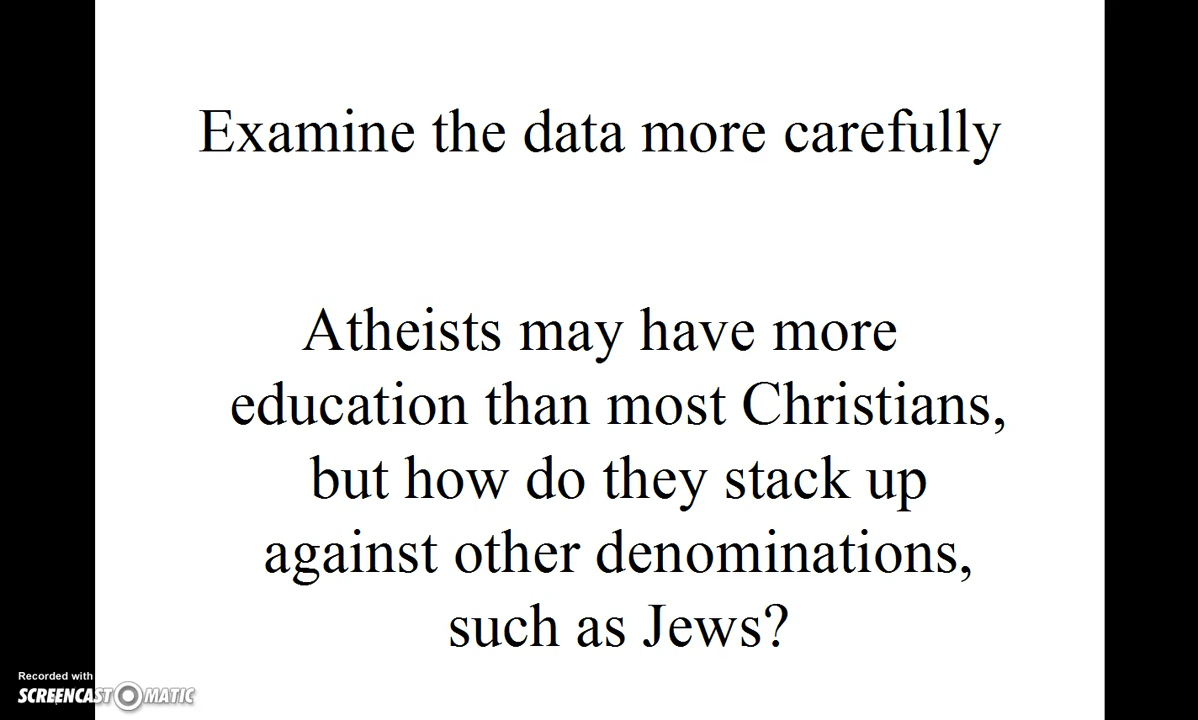 Examine the data more carefully
Atheists may have more
education than most Christians,
but how do they stack up
against other denominations,
such as Jews?
Recorded with
SCREENCAST O MATIC